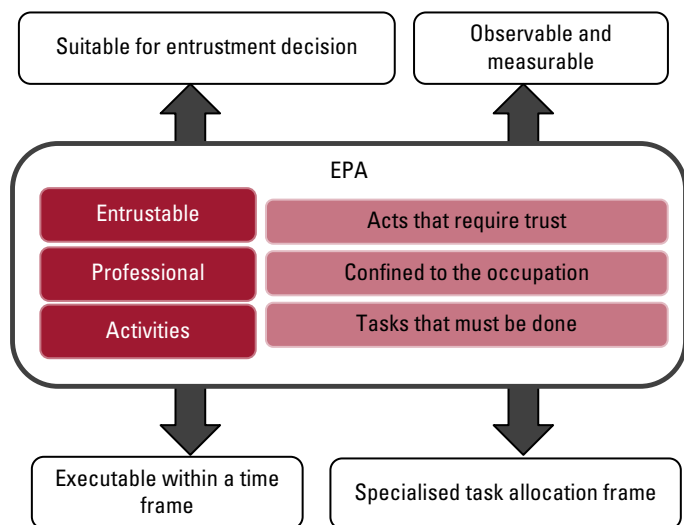 Suitable for entrustment decision
Observable and
measurable
EPA
Entrustable
Acts that require trust
Professional
Confined to the occupation
Activities
Tasks that must be done
Executable within a time
frame
Specialised task allocation frame